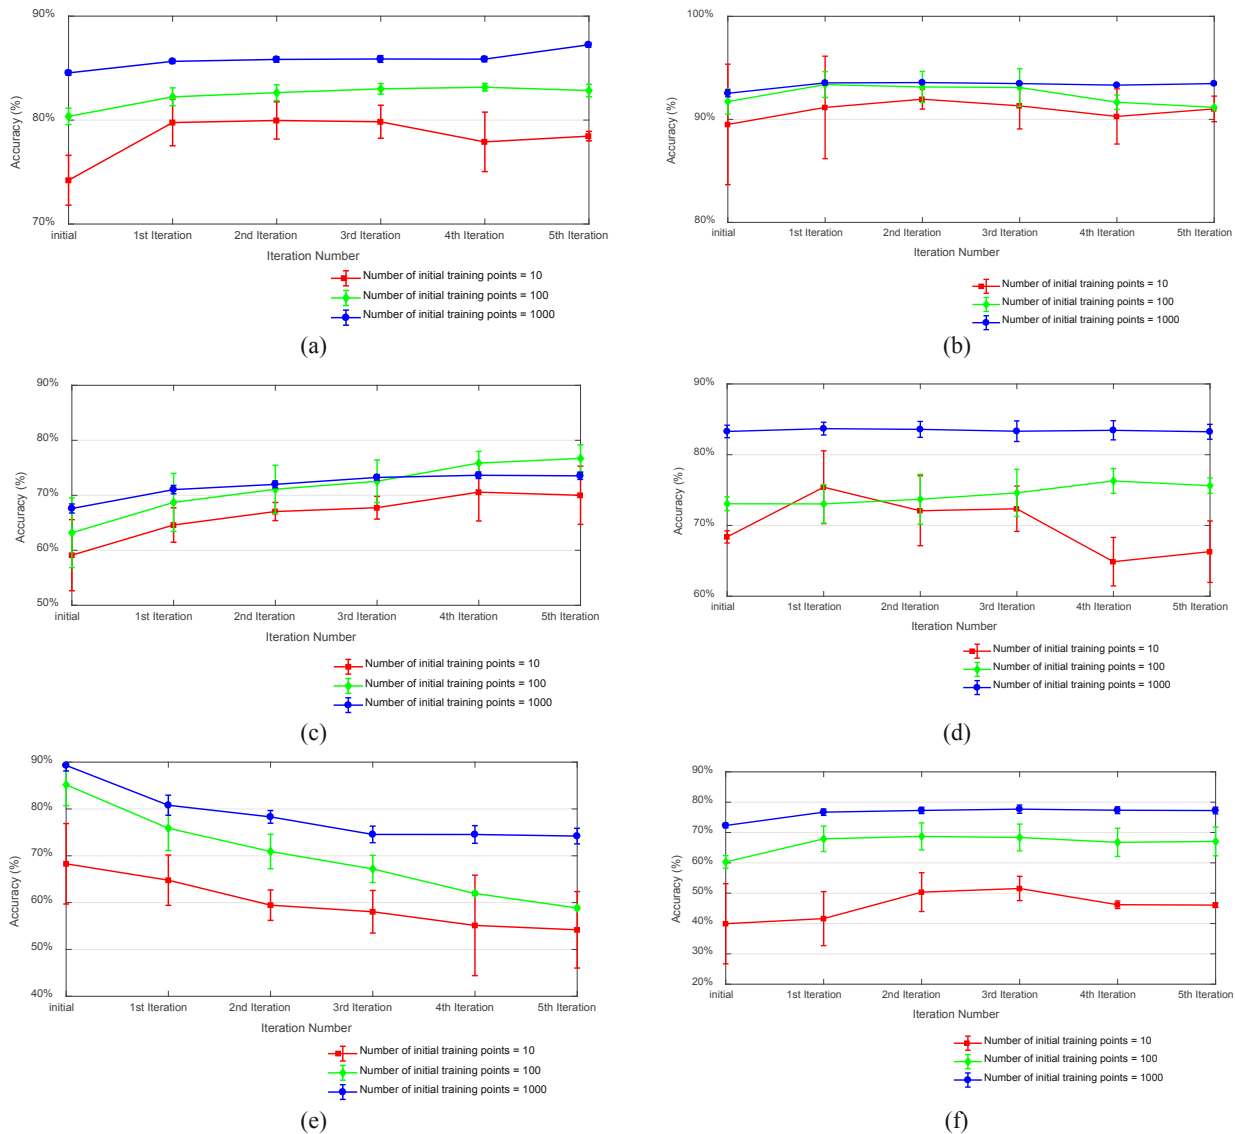 90%
80%
70%
Accuracy (%)
initial 1st Iteration 2nd Iteration 3rd Iteration 4th Iteration 5th Iteration
Iteration Number
Number of initial training points = 10
Number of initial training points = 100
Number of initial training points = 1000
(a)
100%
90%
80%
Accuracy (%)
initial 1st Iteration 2nd Iteration 3rd Iteration 4th Iteration 5th Iteration
Iteration Number
Number of initial training points = 10
Number of initial training points = 100
Number of initial training points = 1000
(b)
90%
80%
70%
60%
50%
Accuracy (%)
initial 1st Iteration 2nd Iteration 3rd Iteration 4th Iteration 5th Iteration
Iteration Number
Number of initial training points = 10
Number of initial training points = 100
Number of initial training points = 1000
(c)
90%
80%
70%
60%
Accuracy (%)
initial 1st Iteration 2nd Iteration 3rd Iteration 4th Iteration 5th Iteration
Iteration Number
Number of initial training points = 10
Number of initial training points = 100
Number of initial training points = 1000
(d)
90%
80%
70%
60%
50%
40%
Accuracy (%)
initial 1st Iteration 2nd Iteration 3rd Iteration 4th Iteration 5th Iteration
Iteration Number
Number of initial training points = 10
Number of initial training points = 100
Number of initial training points = 1000
(e)
90%
80%
70%
60%
50%
40%
30%
20%
Accuracy (%)
initial 1st Iteration 2nd Iteration 3rd Iteration 4th Iteration 5th Iteration
Iteration Number
Number of initial training points = 10
Number of initial training points = 100
Number of initial training points = 1000
(f)